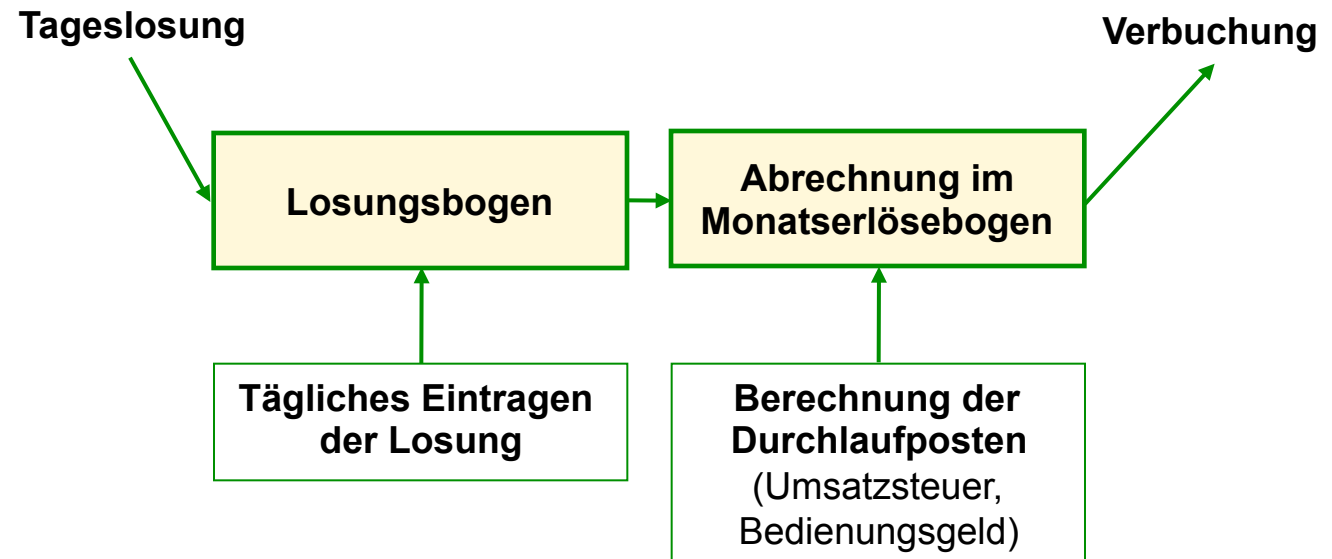 Tageslosung
Verbuchung
Losungsbogen
Abrechnung im
Monatserlösebogen
Tägliches Eintragen
der Losung
Berechnung der
Durchlaufposten
(Umsatzsteuer,
Bedienungsgeld)